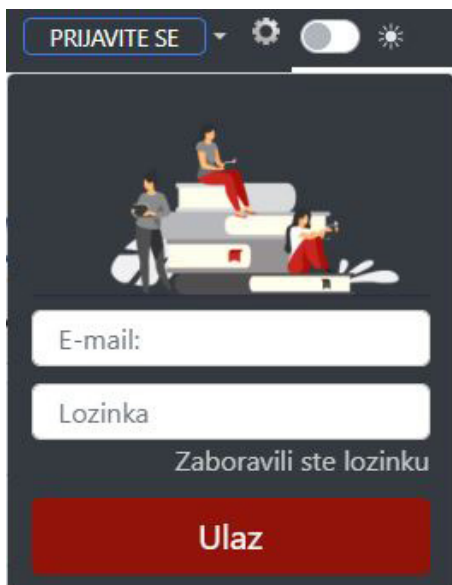 PRIJAVITE SE
E-mail:
Lozinka
Zaboravili ste lozinku
Ulaz